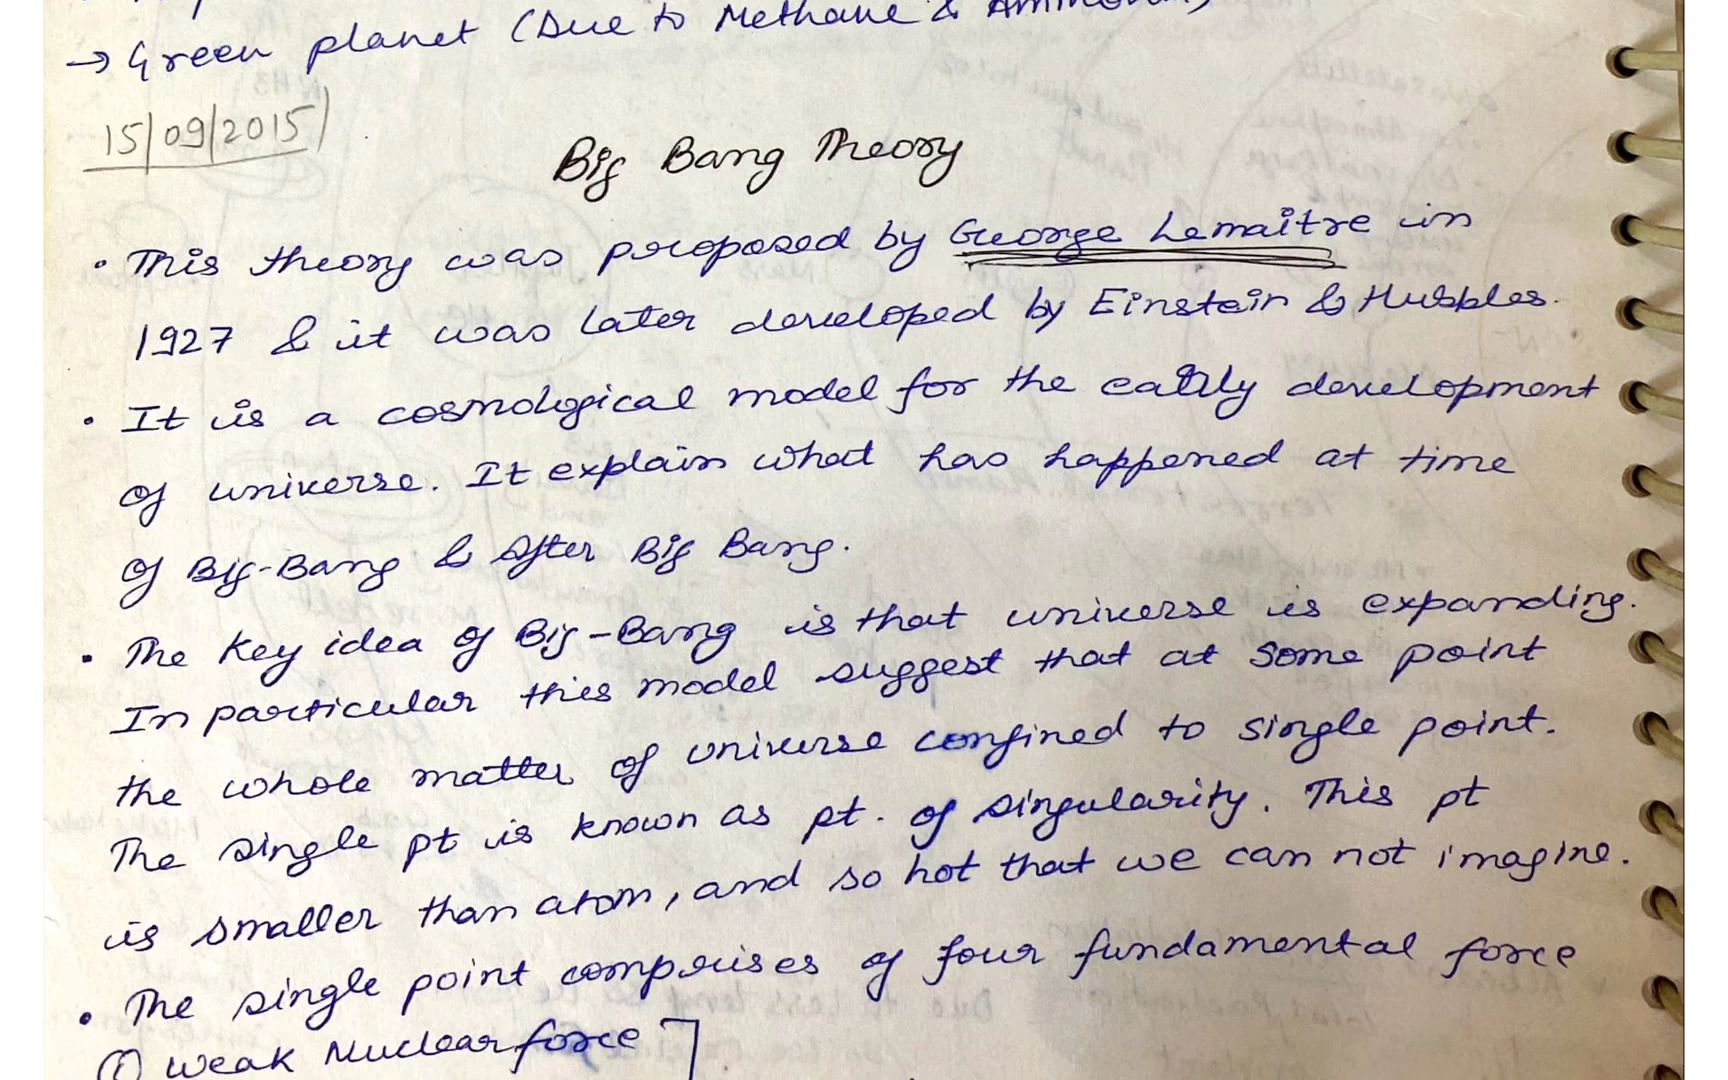 → Green planet (Due to Methane & Ammonia)
15/09/2015
Big Bang Theory
• This theory was proposed by George Lemaitre in
1927 & it was later developed by Einstein & Hubbles.
• It is a cosmological model for the early development
of universe. It explain what has happened at time
of Big-Bang & After Big Bang.
• The key idea of Big-Bang is that universe is expanding.
In particular this model suggest that at some point
the whole matter of universe confined to single point.
The single pt is known as pt. of singularity. This pt
is smaller than atom, and so hot that we can not imagine.
• The single point comprises of four fundamental force
① Weak Nuclear force